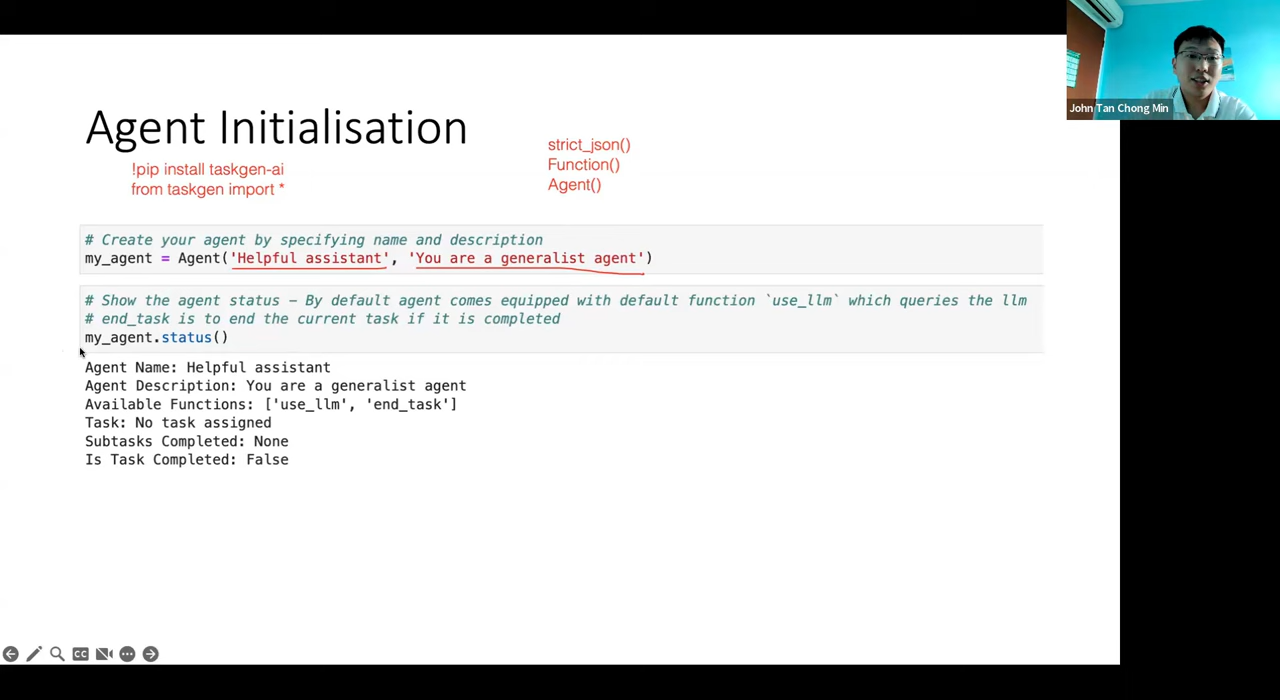 John Tan Chong Min
Agent Initialisation
!pip install taskgen-ai
from taskgen import *
strict_json()
Function()
Agent()
# Create your agent by specifying name and description
my_agent = Agent('Helpful assistant', 'You are a generalist agent')
# Show the agent status – By default agent comes equipped with default function `use_llm` which queries the llm
# end_task is to end the current task if it is completed
my_agent.status()
Agent Name: Helpful assistant
Agent Description: You are a generalist agent
Available Functions: ['use_llm', 'end_task']
Task: No task assigned
Subtasks Completed: None
Is Task Completed: False
CC